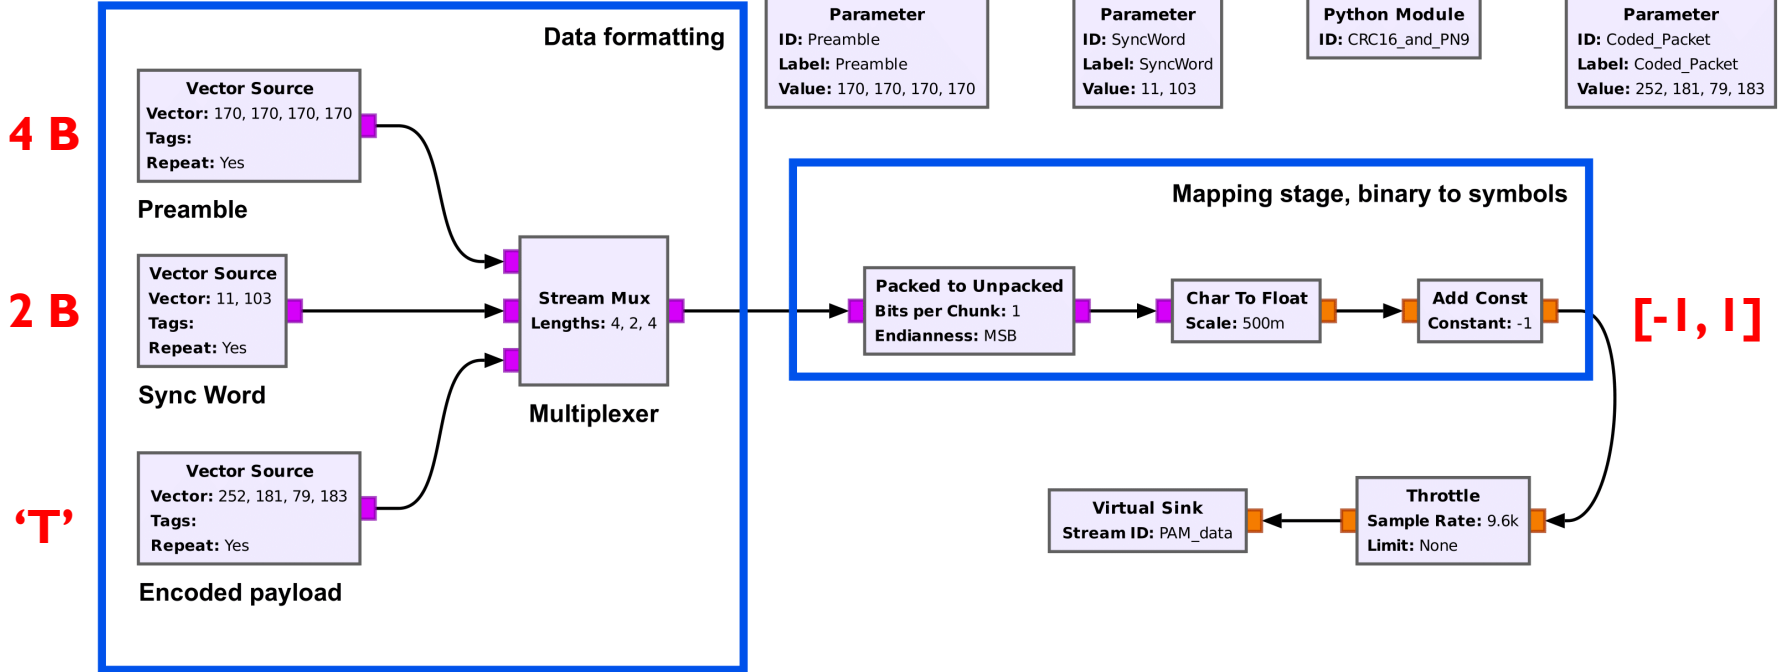 Data formatting
4 B
Vector Source
Vector: 170, 170, 170, 170
Tags:
Repeat: Yes
Preamble
2 B
Vector Source
Vector: 11, 103
Tags:
Repeat: Yes
Sync Word
‘T’
Vector Source
Vector: 252, 181, 79, 183
Tags:
Repeat: Yes
Encoded payload
Stream Mux
Lengths: 4, 2, 4
Multiplexer
Parameter
ID: Preamble
Label: Preamble
Value: 170, 170, 170, 170
Parameter
ID: SyncWord
Label: SyncWord
Value: 11, 103
Python Module
ID: CRC16_and_PN9
Parameter
ID: Coded_Packet
Label: Coded_Packet
Value: 252, 181, 79, 183
Mapping stage, binary to symbols
Packed to Unpacked
Bits per Chunk: 1
Endianness: MSB
Char To Float
Scale: 500m
Add Const
Constant: -1
[-1, 1]
Throttle
Sample Rate: 9.6k
Limit: None
Virtual Sink
Stream ID: PAM_data